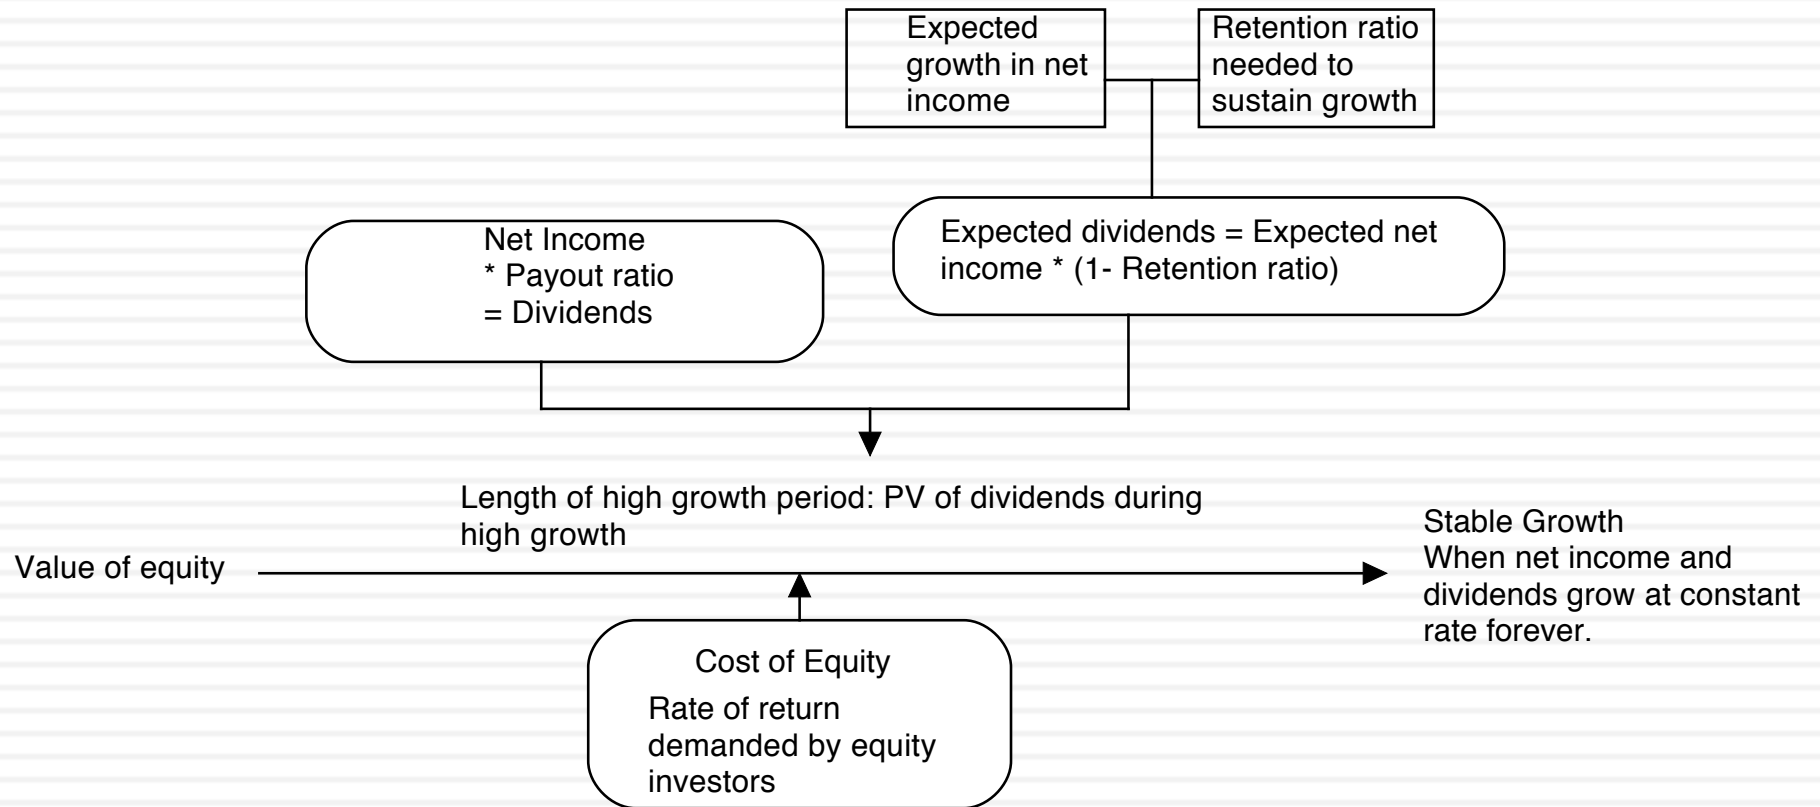 Expected
growth in net
income
Retention ratio
needed to
sustain growth
Net Income
* Payout ratio
= Dividends
Expected dividends = Expected net
income * (1- Retention ratio)
Length of high growth period: PV of dividends during
high growth
Value of equity
Stable Growth
When net income and
dividends grow at constant
rate forever.
Cost of Equity
Rate of return
demanded by equity
investors